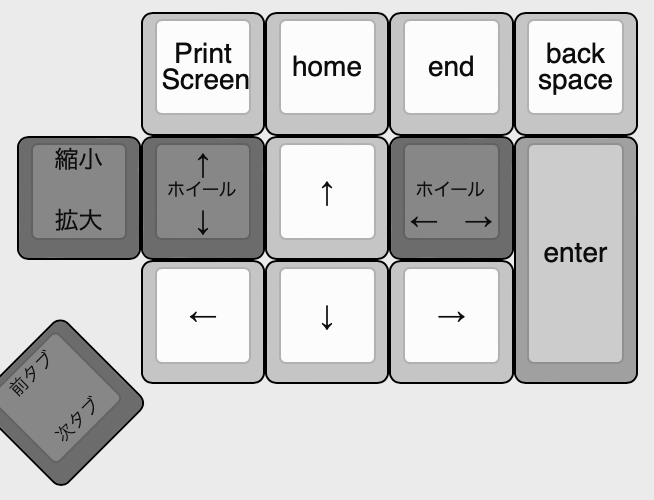 Print
Screen
home
end
back
space
縮小
拡大
↑
ホイール
↓
↑
ホイール
← →
enter
←
↓
→
前タブ
次タブ